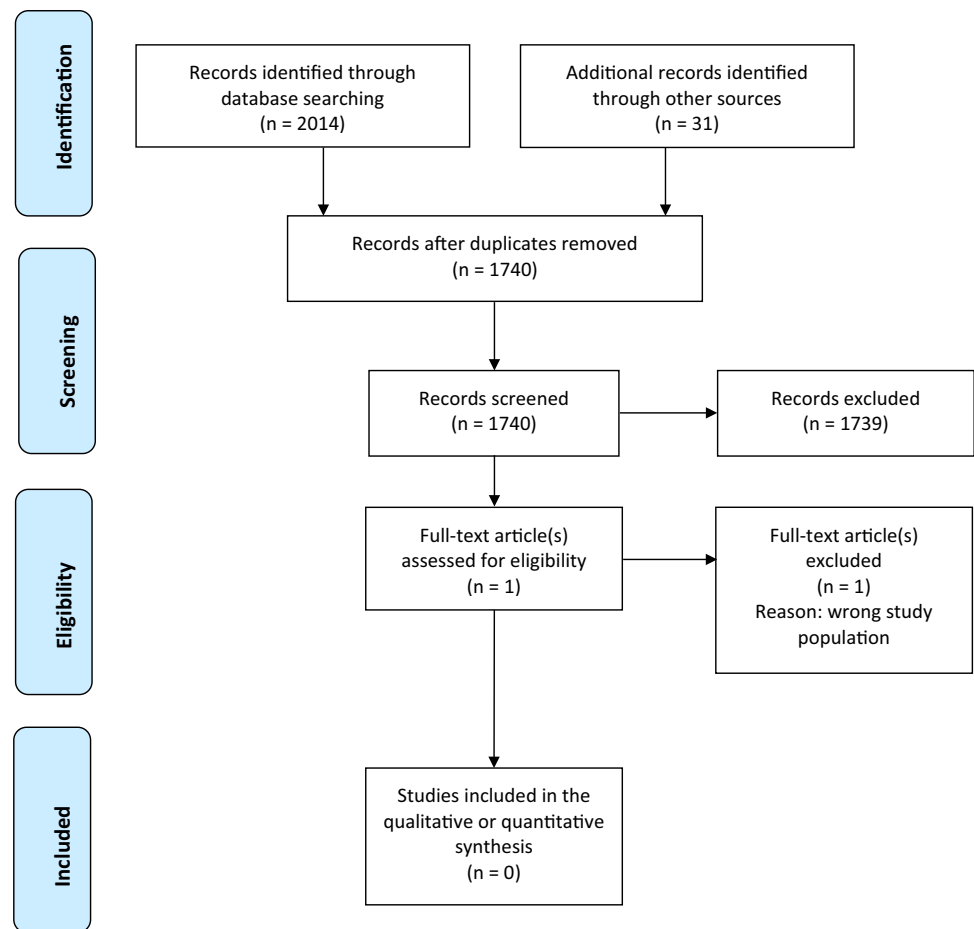 Identification
Records identified through
database searching
(n = 2014)
Additional records identified
through other sources
(n = 31)
Records after duplicates removed
(n = 1740)
Screening
Records screened
(n = 1740)
Records excluded
(n = 1739)
Eligibility
Full-text article(s)
assessed for eligibility
(n = 1)
Full-text article(s)
excluded
(n = 1)
Reason: wrong study
population
Included
Studies included in the
qualitative or quantitative
synthesis
(n = 0)